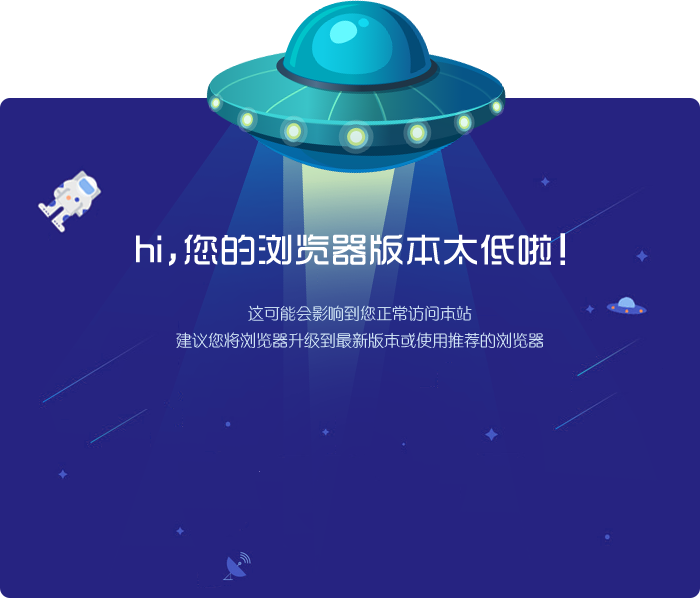 hi,您的浏览器版本太低啦!
这可能会影响到您正常访问本站
建议您将浏览器升级到最新版本或使用推荐的浏览器